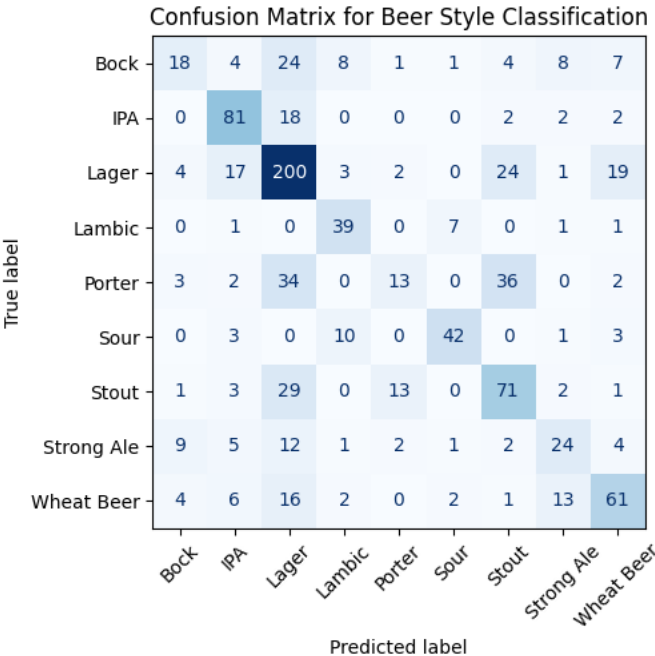 Confusion Matrix for Beer Style Classification
Bock 18 4 24 8 1 1 4 8 7
IPA 0 81 18 0 0 0 2 2 2
Lager 4 17 200 3 2 0 24 1 19
Lambic 0 1 0 39 0 7 0 1 1
Porter 3 2 34 0 13 0 36 0 2
Sour 0 3 0 10 0 42 0 1 3
Stout 1 3 29 0 13 0 71 2 1
Strong Ale 9 5 12 1 2 1 2 24 4
Wheat Beer 4 6 16 2 0 2 1 13 61
True label
Bock IPA Lager Lambic Porter Sour Stout Strong Ale Wheat Beer
Predicted label